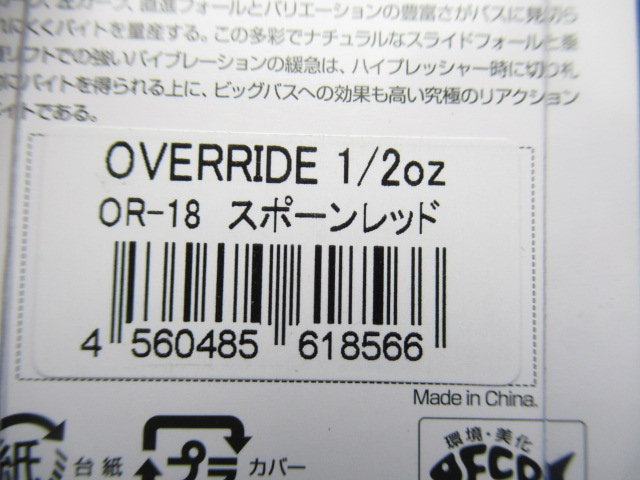 直進フォールとバリエーションの豊富さがバスに見切ら
れにくくバイトを量産する。この多彩でナチュラルなスライドフォールと垂
リフトでの強いバイブレーションの緩急は、ハイプレッシャー時に切り札
にバイトを得られる上に、ビッグバスへの効果も高い究極のリアクション
ベイトである。
OVERRIDE 1/2oz
OR-18 スポーンレッド
4 560485 618566
Made in China.
紙 台紙
プラ カバー
環境・美化